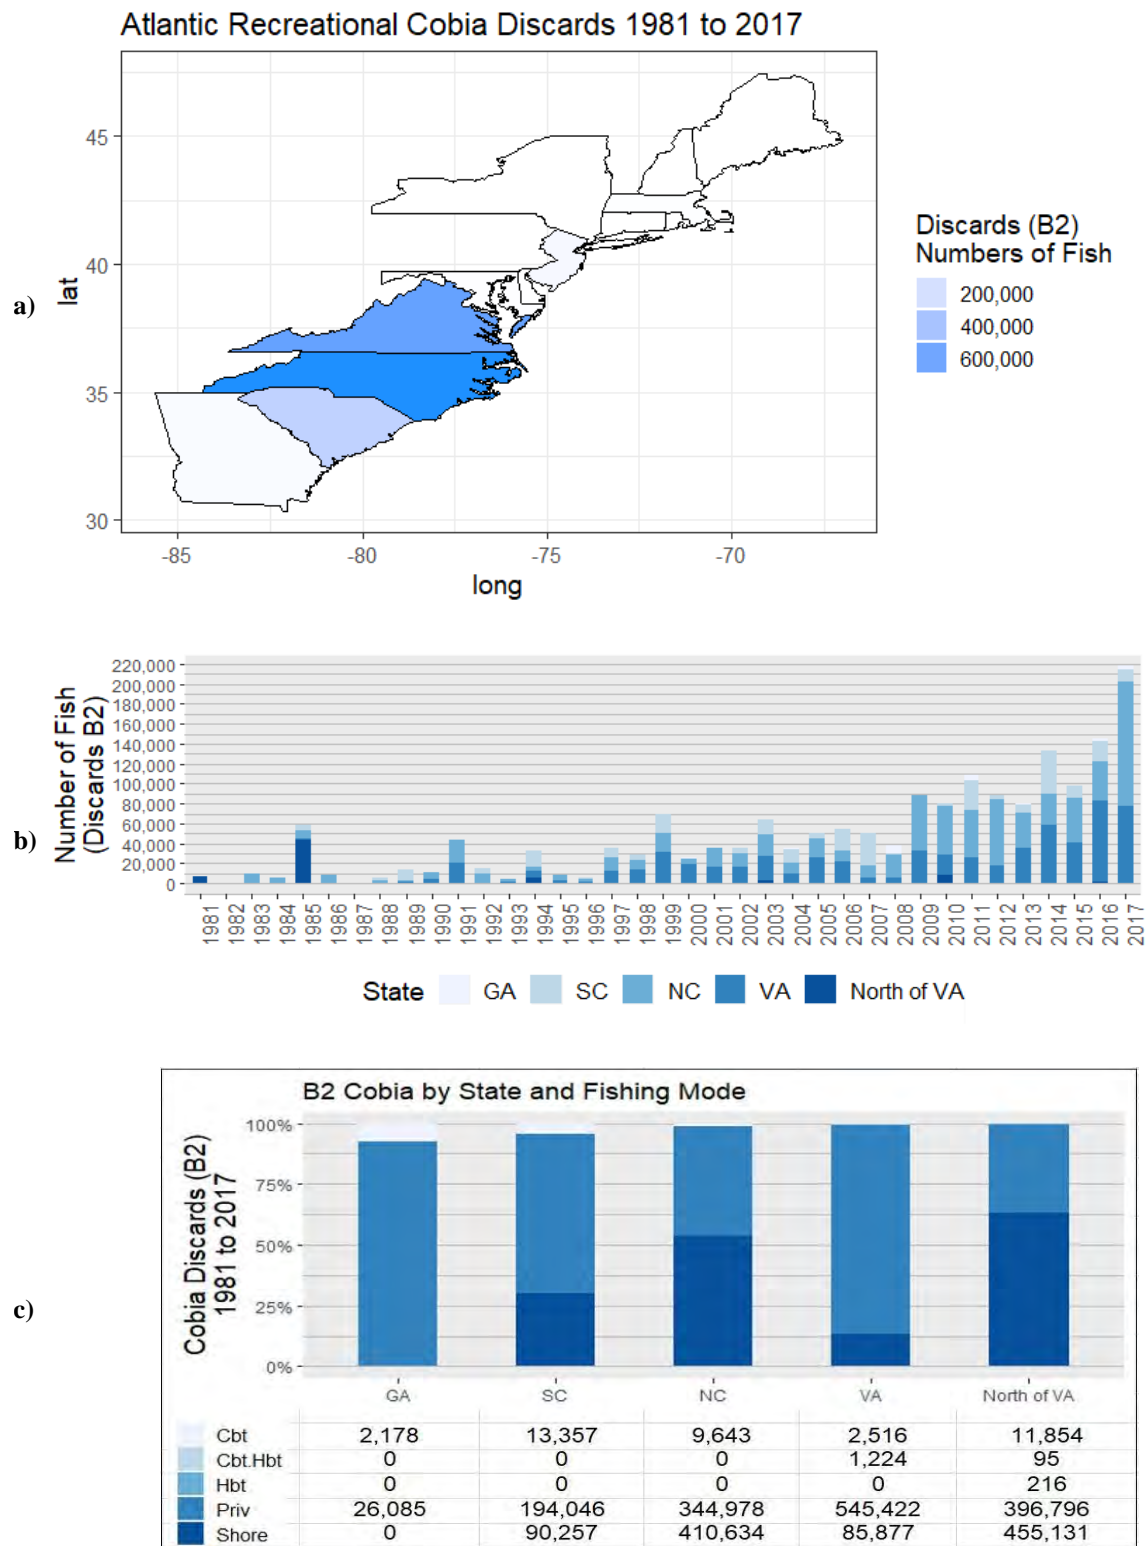 Atlantic Recreational Cobia Discards 1981 to 2017
45
40
35
30
lat
-85 -80 -75 -70
long
Discards (B2)
Numbers of Fish
200,000
400,000
600,000
a)
Number of Fish
(Discards B2)
220,000
200,000
180,000
160,000
140,000
120,000
100,000
80,000
60,000
40,000
20,000
0
1981 1982 1983 1984 1985 1986 1987 1988 1989 1990 1991 1992 1993 1994 1995 1996 1997 1998 1999 2000 2001 2002 2003 2004 2005 2006 2007 2008 2009 2010 2011 2012 2013 2014 2015 2016 2017
b)
State GA SC NC VA North of VA
B2 Cobia by State and Fishing Mode
Cobia Discards (B2)
1981 to 2017
100%
75%
50%
25%
0%
c)
GA SC NC VA North of VA
Cbt 2,178 13,357 9,643 2,516 11,854
Cbt.Hbt 0 0 0 1,224 95
Hbt 0 0 0 0 216
Priv 26,085 194,046 344,978 545,422 396,796
Shore 0 90,257 410,634 85,877 455,131